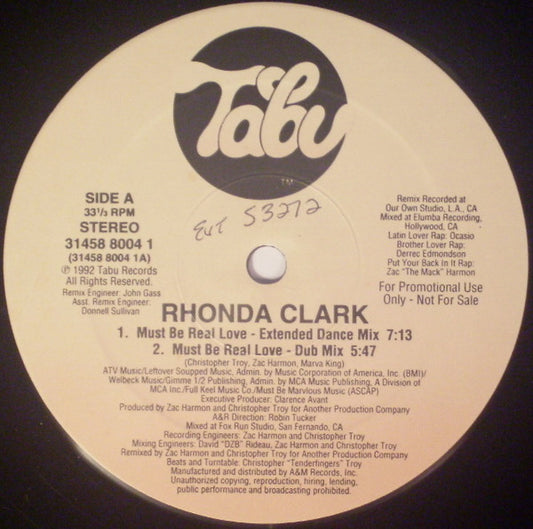 Tabu
TM
SIDE A
33⅓ RPM
STEREO
31458 8004 1
(31458 8004 1A)
℗ 1992 Tabu Records
All Rights Reserved.
Remix Engineer: John Gass
Asst. Remix Engineer:
Donnell Sullivan
53272
Remix Recorded at
Our Own Studio, L.A., CA
Mixed at Elumba Recording,
Hollywood, CA
Latin Lover Rap: Ocasio
Brother Lover Rap:
Derrec Edmondson
Put Your Back In It Rap:
Zac "The Mack" Harmon
For Promotional Use
Only - Not For Sale
RHONDA CLARK
1. Must Be Real Love - Extended Dance Mix 7:13
2. Must Be Real Love - Dub Mix 5:47
(Christopher Troy, Zac Harmon, Marva King)
ATV Music/Leftover Soupped Music, Admin. by Music Corporation of America, Inc. (BMI)/
Welbeck Music/Gimme 1/2 Publishing, Admin. by MCA Music Publishing, A Division of
MCA Inc./Full Keel Music Co./Must Be Marvelous Music (ASCAP)
Executive Producer: Clarence Avant
Produced by Zac Harmon and Christopher Troy for Another Production Company
A&R Direction: Robin Tucker
Mixed at Fox Run Studio, San Fernando, CA
Recording Engineers: Zac Harmon and Christopher Troy
Mixing Engineers: David "DZB" Rideau, Zac Harmon and Christopher Troy
Remixed by Zac Harmon and Christopher Troy for Another Production Company
Beats and Turntable: Christopher "Tenderfingers" Troy
Manufactured and distributed by A&M Records, Inc.
Unauthorized copying, reproduction, hiring, lending,
public performance and broadcasting prohibited.